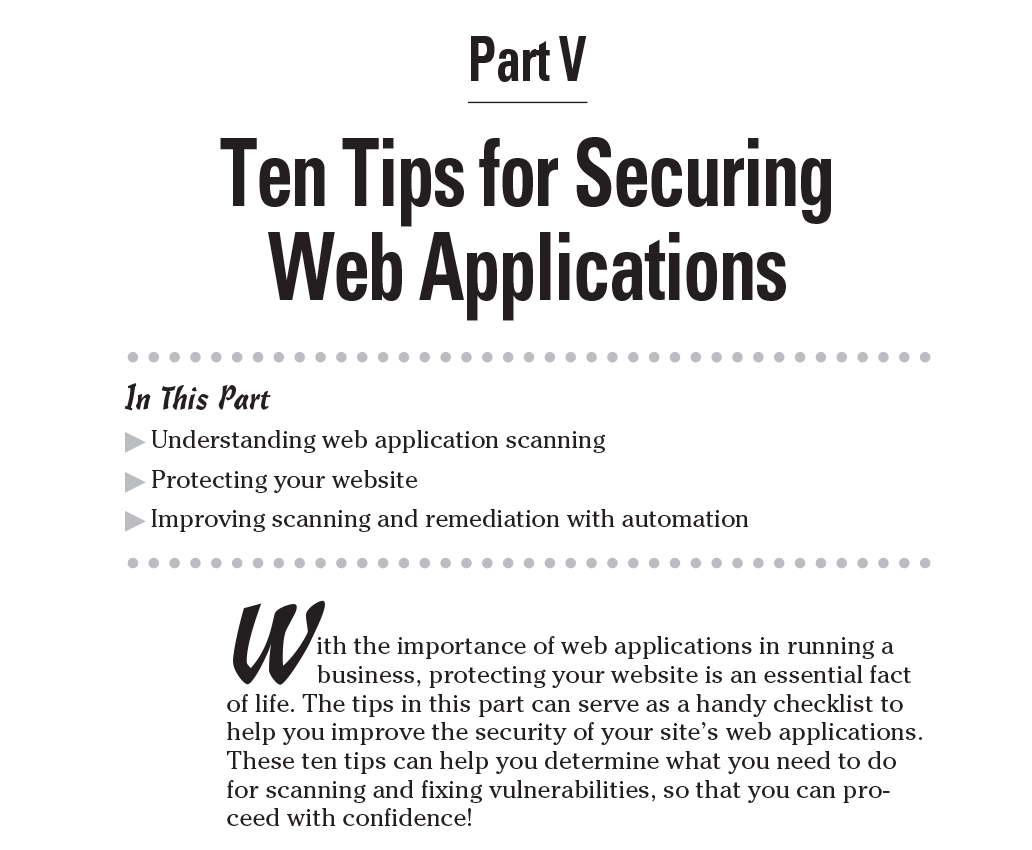 Part V
Ten Tips for Securing
Web Applications
In This Part
Understanding web application scanning
Protecting your website
Improving scanning and remediation with automation
With the importance of web applications in running a
business, protecting your website is an essential fact
of life. The tips in this part can serve as a handy checklist to
help you improve the security of your site’s web applications.
These ten tips can help you determine what you need to do
for scanning and fixing vulnerabilities, so that you can pro-
ceed with confidence!